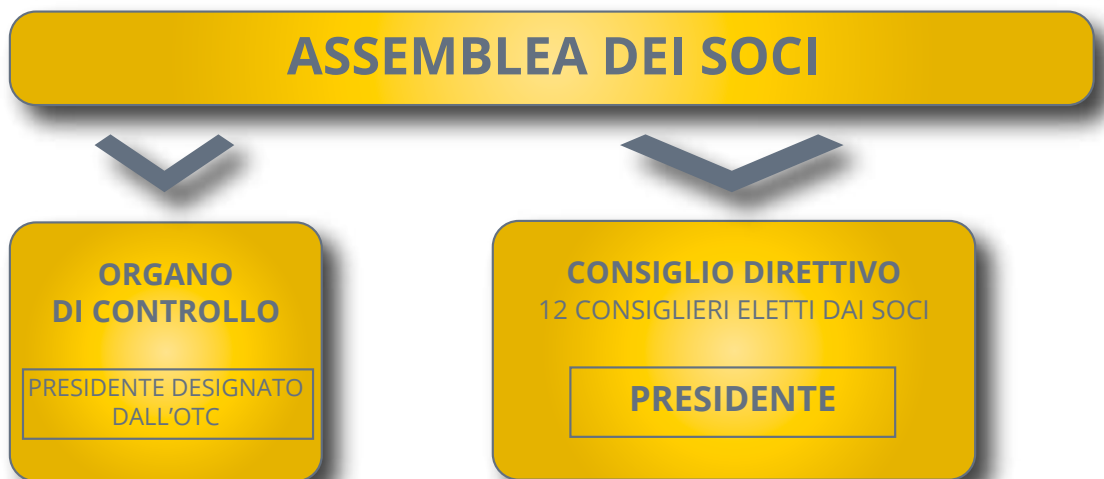 ASSEMBLEA DEI SOCI
ORGANO
DI CONTROLLO
PRESIDENTE DESIGNATO
DALL'OTC
CONSIGLIO DIRETTIVO
12 CONSIGLIERI ELETTI DAI SOCI
PRESIDENTE